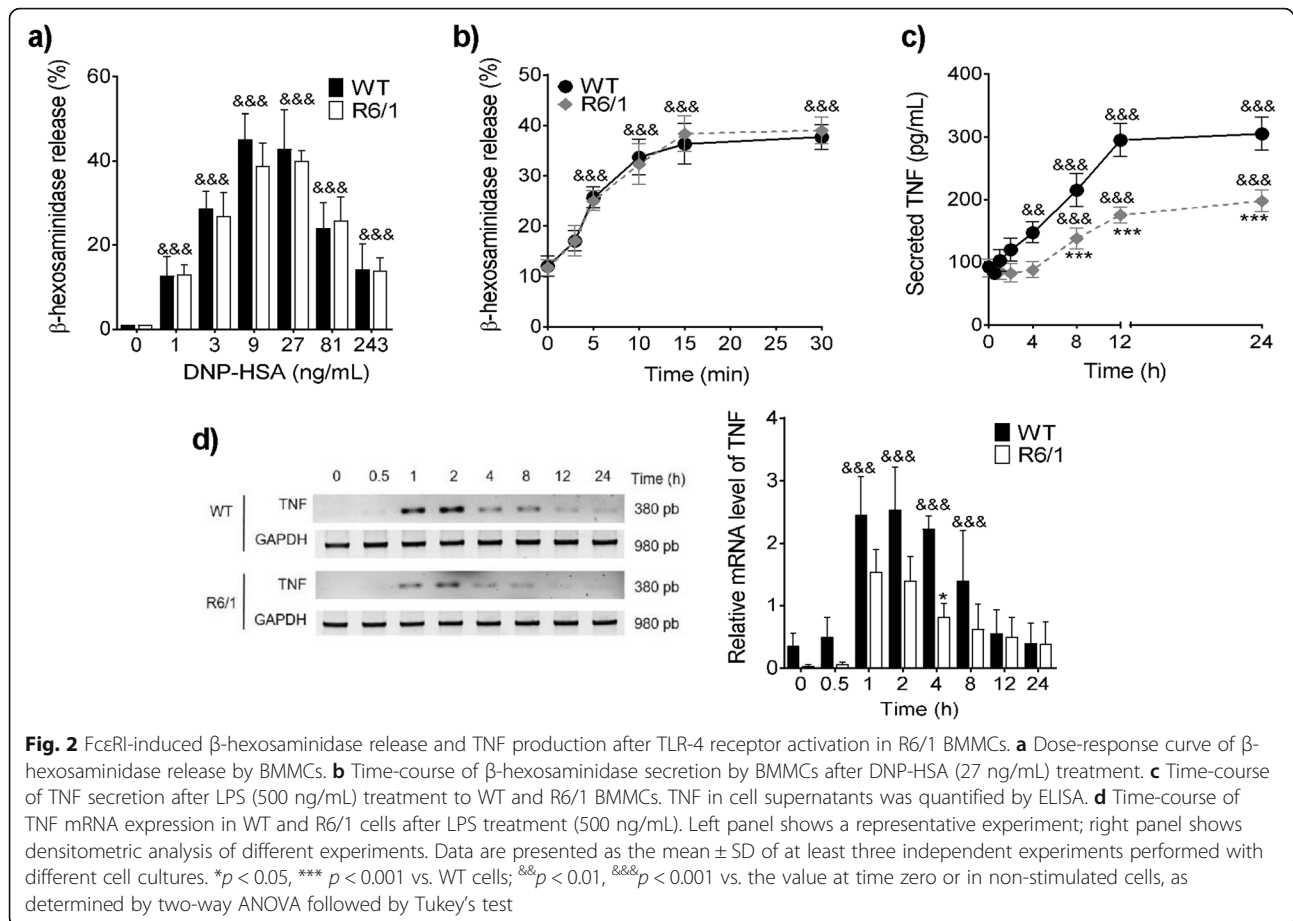 a)
β-hexosaminidase release (%)
60
40
20
0
&&& &&& &&& &&& &&& &&&
WT
R6/1
0 1 3 9 27 81 243
DNP-HSA (ng/mL)
b)
β-hexosaminidase release (%)
50
40
30
20
10
0
WT
R6/1
&&& &&& &&& &&&
0 5 10 15 20 25 30
Time (min)
c)
Secreted TNF (pg/mL)
400
300
200
100
0
&& &&& &&& &&&
&&& &&& &&&
*** *** ***
0 4 8 12 24
Time (h)
d)
0 0.5 1 2 4 8 12 24 Time (h)
WT
TNF 380 pb
GAPDH 980 pb
R6/1
TNF 380 pb
GAPDH 980 pb
Relative mRNA level of TNF
4
3
2
1
0
WT
R6/1
&&& &&& &&& &&&
*
0 0.5 1 2 4 8 12 24
Time (h)
Fig. 2 FcεRI-induced β-hexosaminidase release and TNF production after TLR-4 receptor activation in R6/1 BMMCs. a Dose-response curve of β-
hexosaminidase release by BMMCs. b Time-course of β-hexosaminidase secretion by BMMCs after DNP-HSA (27 ng/mL) treatment. c Time-course
of TNF secretion after LPS (500 ng/mL) treatment to WT and R6/1 BMMCs. TNF in cell supernatants was quantified by ELISA. d Time-course of
TNF mRNA expression in WT and R6/1 cells after LPS treatment (500 ng/mL). Left panel shows a representative experiment; right panel shows
densitometric analysis of different experiments. Data are presented as the mean ± SD of at least three independent experiments performed with
different cell cultures. *p < 0.05, *** p < 0.001 vs. WT cells; &&p < 0.01, &&&p < 0.001 vs. the value at time zero or in non-stimulated cells, as
determined by two-way ANOVA followed by Tukey's test